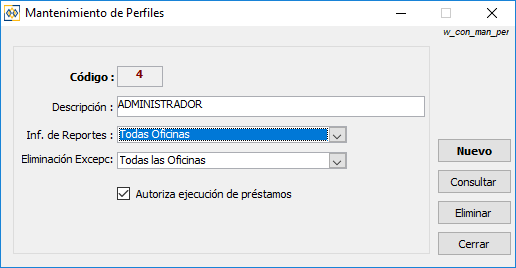 Mantenimiento de Perfiles
w_con_man_per
Código : 4
Descripción : ADMINISTRADOR
Inf. de Reportes : Todas Oficinas
Eliminación Excepc: Todas las Oficinas
Autoriza ejecución de préstamos
Nuevo
Consultar
Eliminar
Cerrar